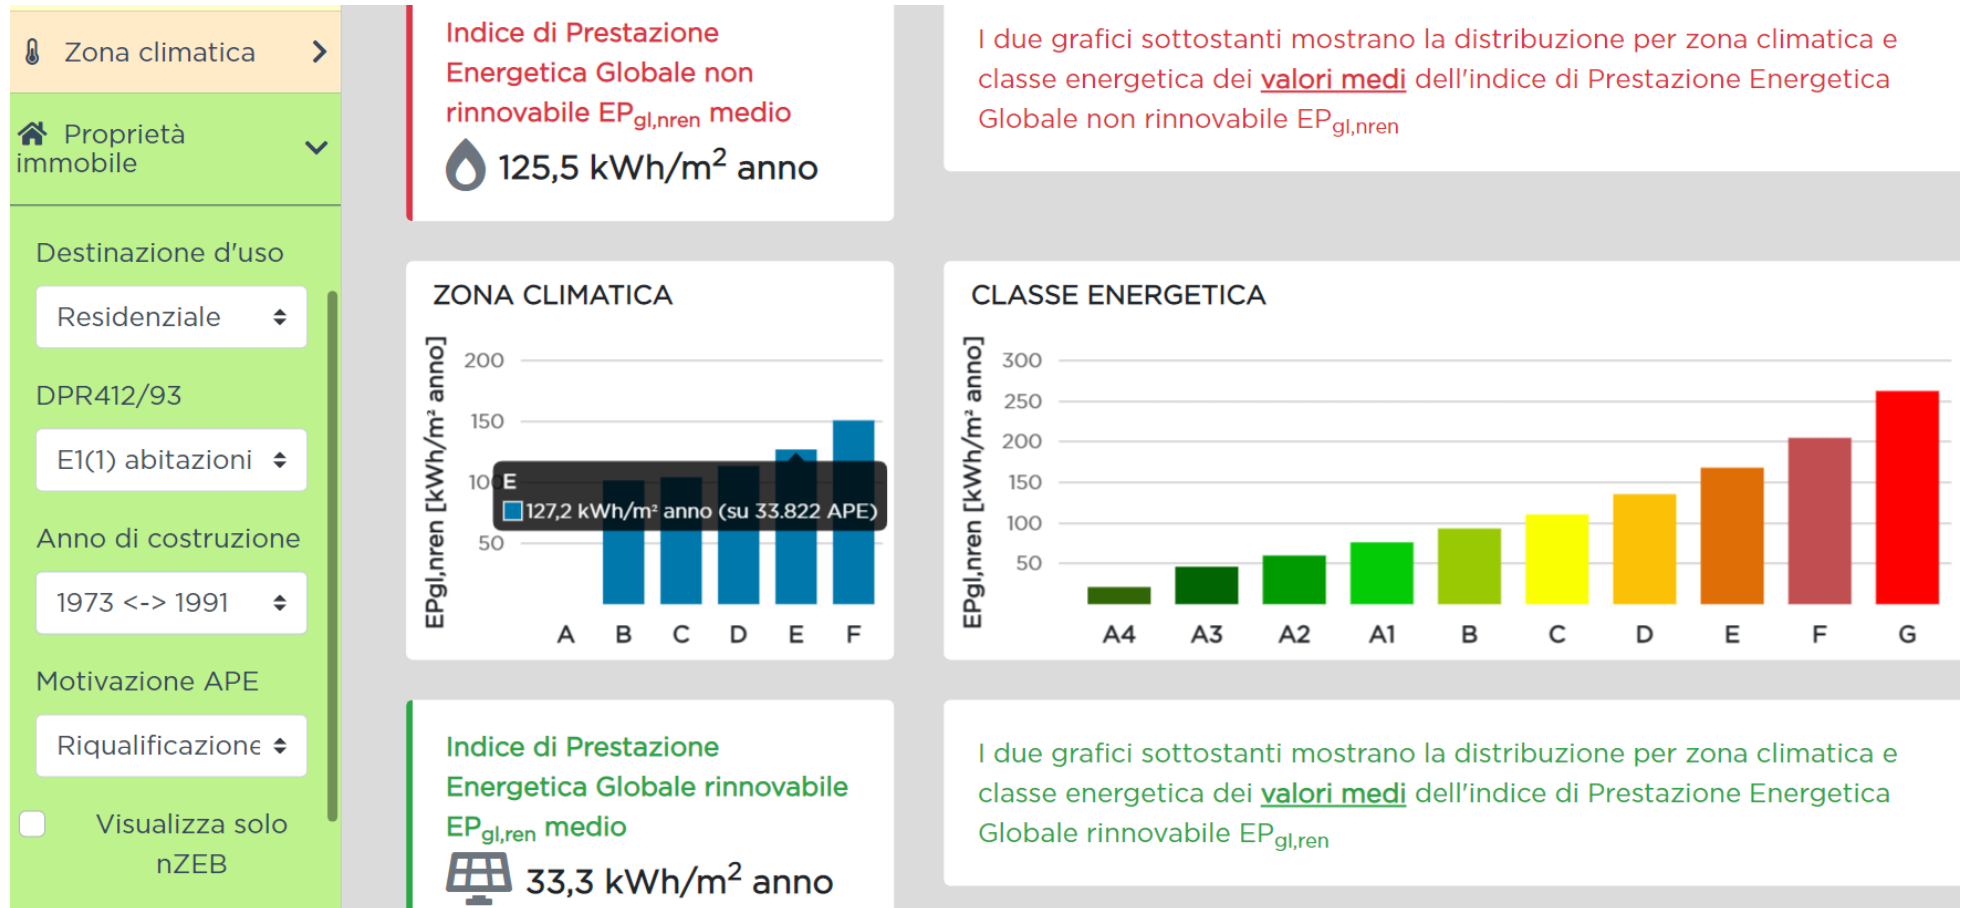 Zona climatica
Proprietà
immobile
Destinazione d'uso
Residenziale
DPR412/93
E1(1) abitazioni
Anno di costruzione
1973 <-> 1991
Motivazione APE
Riqualificazione
Visualizza solo
nZEB
Indice di Prestazione
Energetica Globale non
rinnovabile EPgl,nren medio
125,5 kWh/m² anno
I due grafici sottostanti mostrano la distribuzione per zona climatica e
classe energetica dei valori medi dell'indice di Prestazione Energetica
Globale non rinnovabile EPgl,nren
ZONA CLIMATICA
EPgl,nren [kWh/m² anno]
200
150
100
50
E
127,2 kWh/m² anno (su 33.822 APE)
A B C D E F
CLASSE ENERGETICA
EPgl,nren [kWh/m² anno]
300
250
200
150
100
50
A4 A3 A2 A1 B C D E F G
Indice di Prestazione
Energetica Globale rinnovabile
EPgl,ren medio
33,3 kWh/m² anno
I due grafici sottostanti mostrano la distribuzione per zona climatica e
classe energetica dei valori medi dell'indice di Prestazione Energetica
Globale rinnovabile EPgl,ren